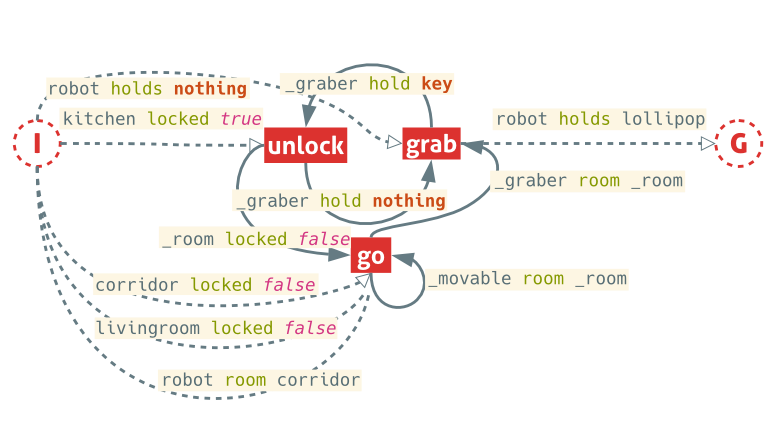 _graber hold key
robot holds nothing
kitchen locked true
robot holds lollipop
I
unlock
grab
G
_graber room _room
_graber hold nothing
_room locked false
go
_movable room _room
corridor locked false
livingroom locked false
robot room corridor